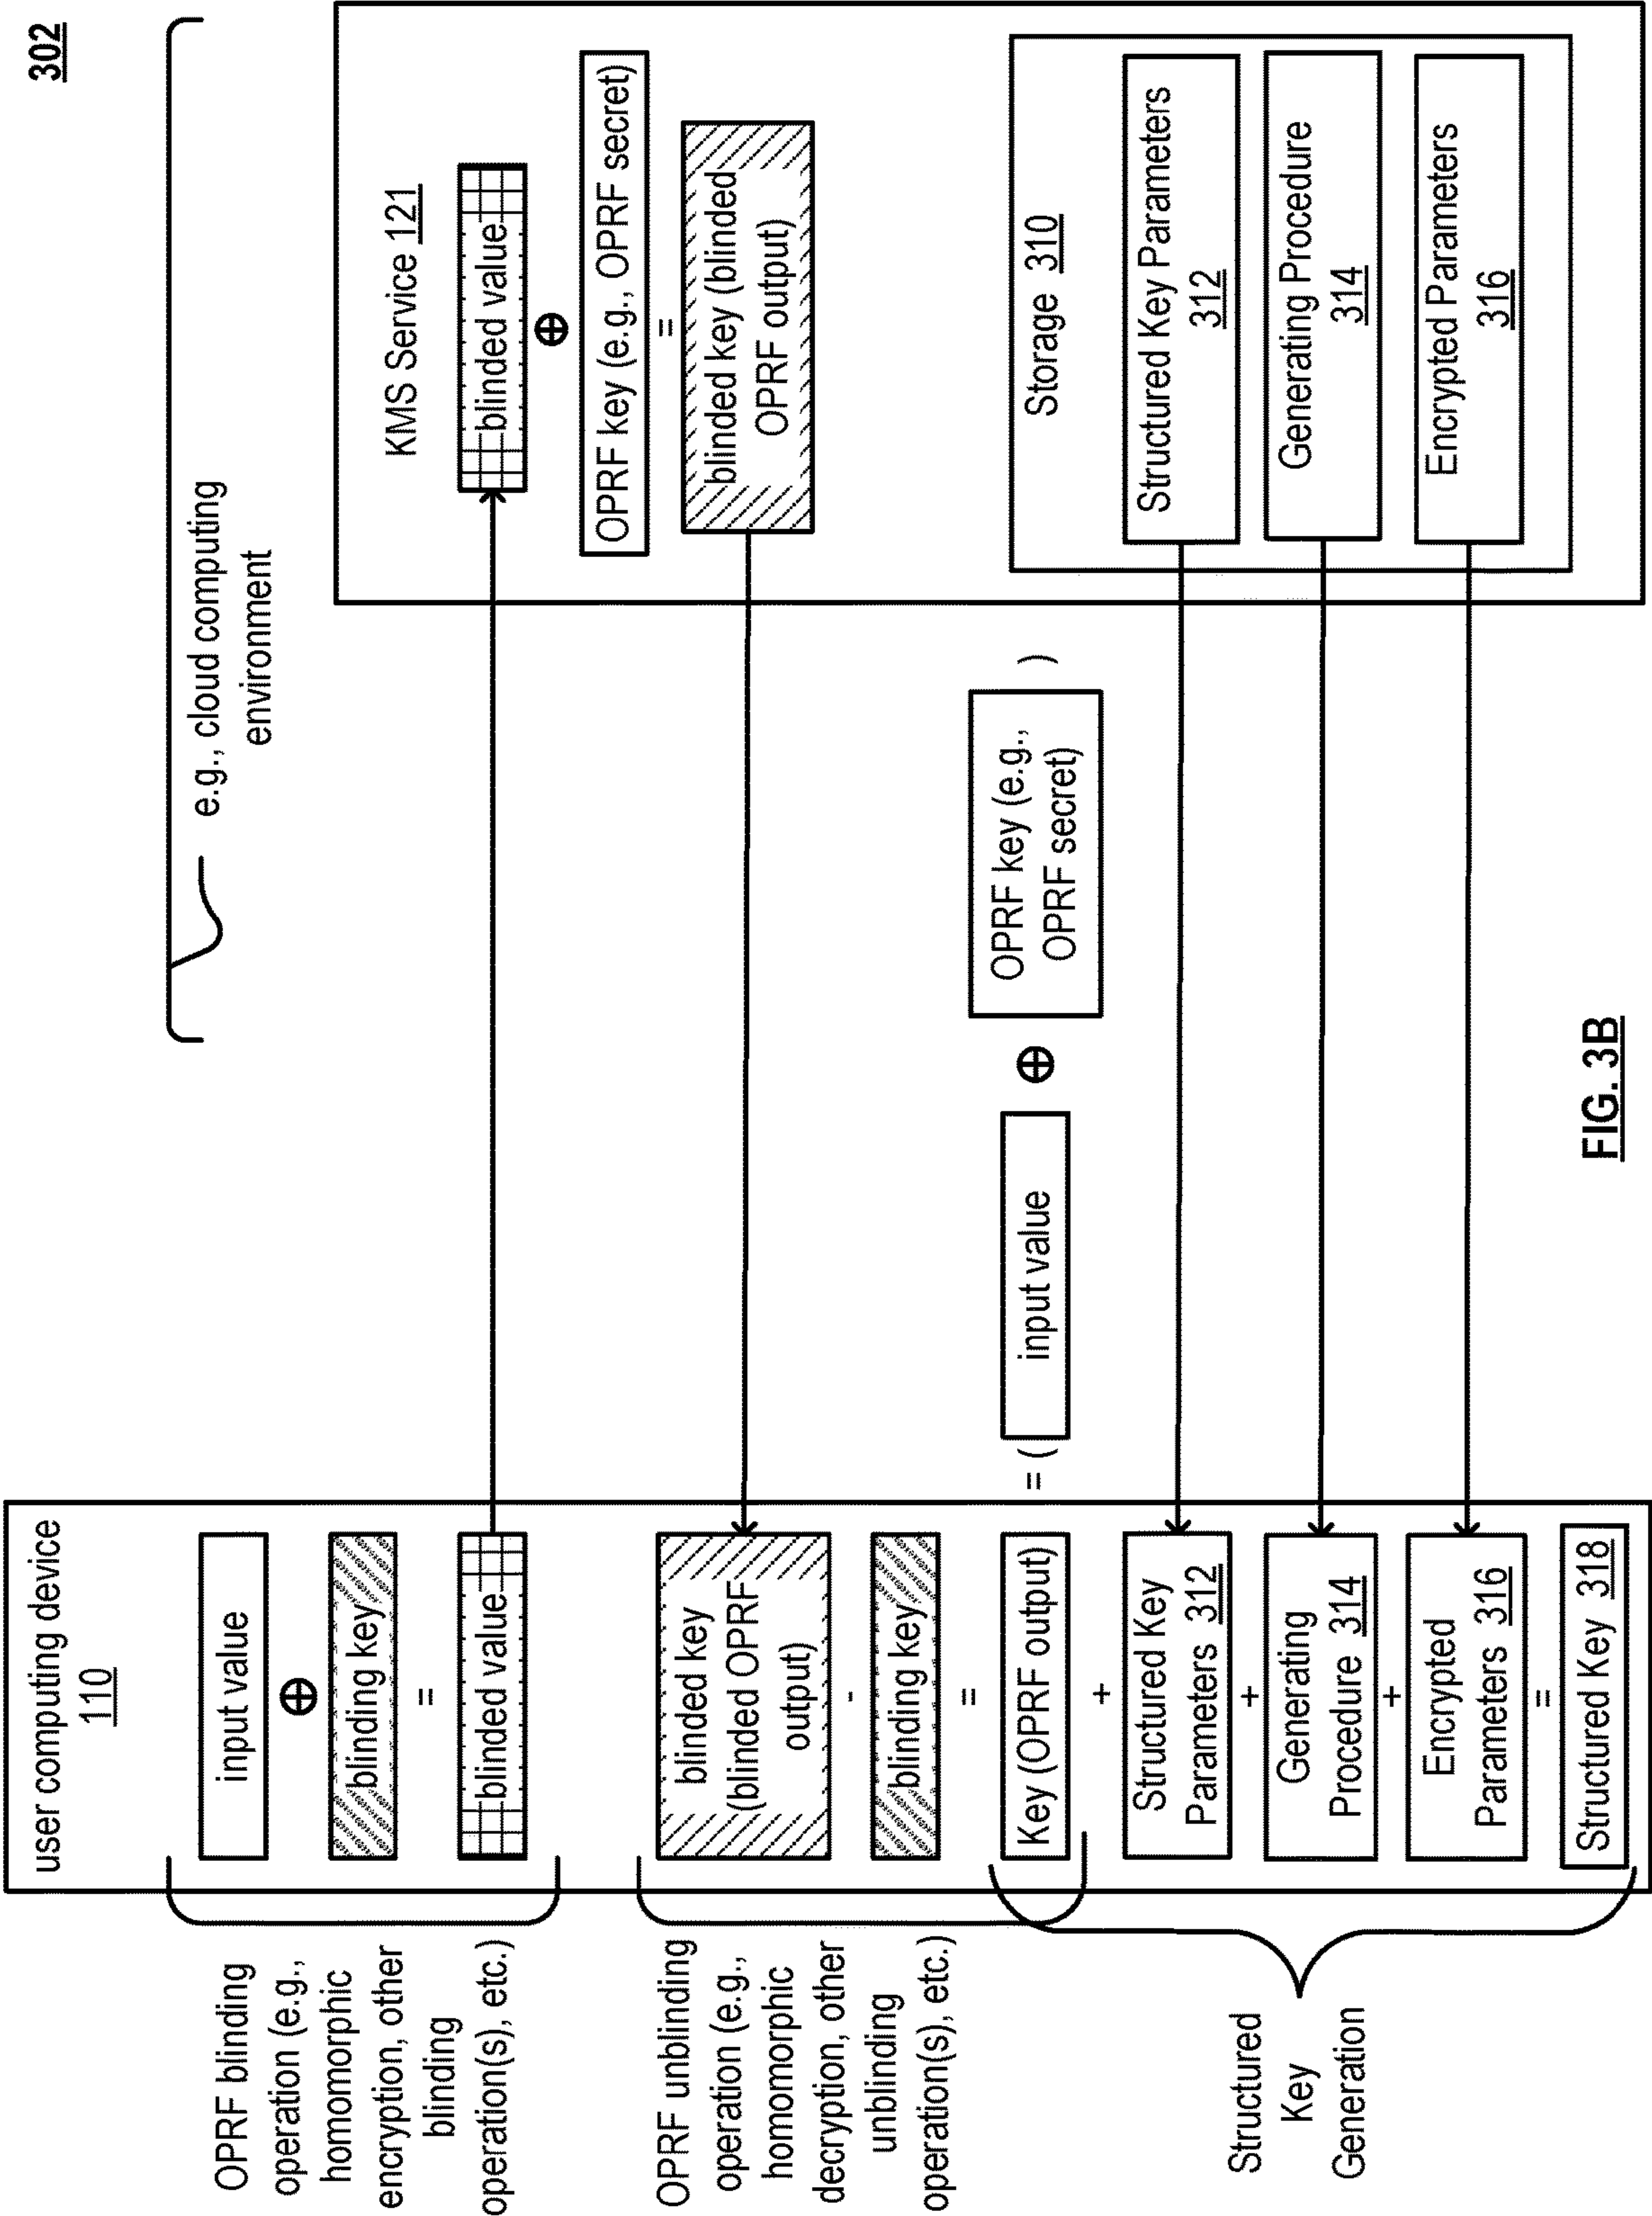 302
e.g., cloud computing
environment
user computing device
110
OPRF blinding
operation (e.g.,
homomorphic
encryption, other
blinding
operation(s), etc.)
input value
⊕
blinding key
=
blinded value
KMS Service 121
blinded value
⊕
OPRF key (e.g., OPRF secret)
=
blinded key (blinded
OPRF output)
OPRF unblinding
operation (e.g.,
homomorphic
decryption, other
unblinding
operation(s), etc.)
blinded key
(blinded OPRF
output)
-
blinding key
=
Key (OPRF output)
= ( input value ⊕ OPRF key (e.g.,
OPRF secret) )
Structured
Key
Generation
+
Structured Key
Parameters 312
+
Generating
Procedure 314
+
Encrypted
Parameters 316
=
Structured Key 318
Storage 310
Structured Key Parameters
312
Generating Procedure
314
Encrypted Parameters
316
FIG. 3B